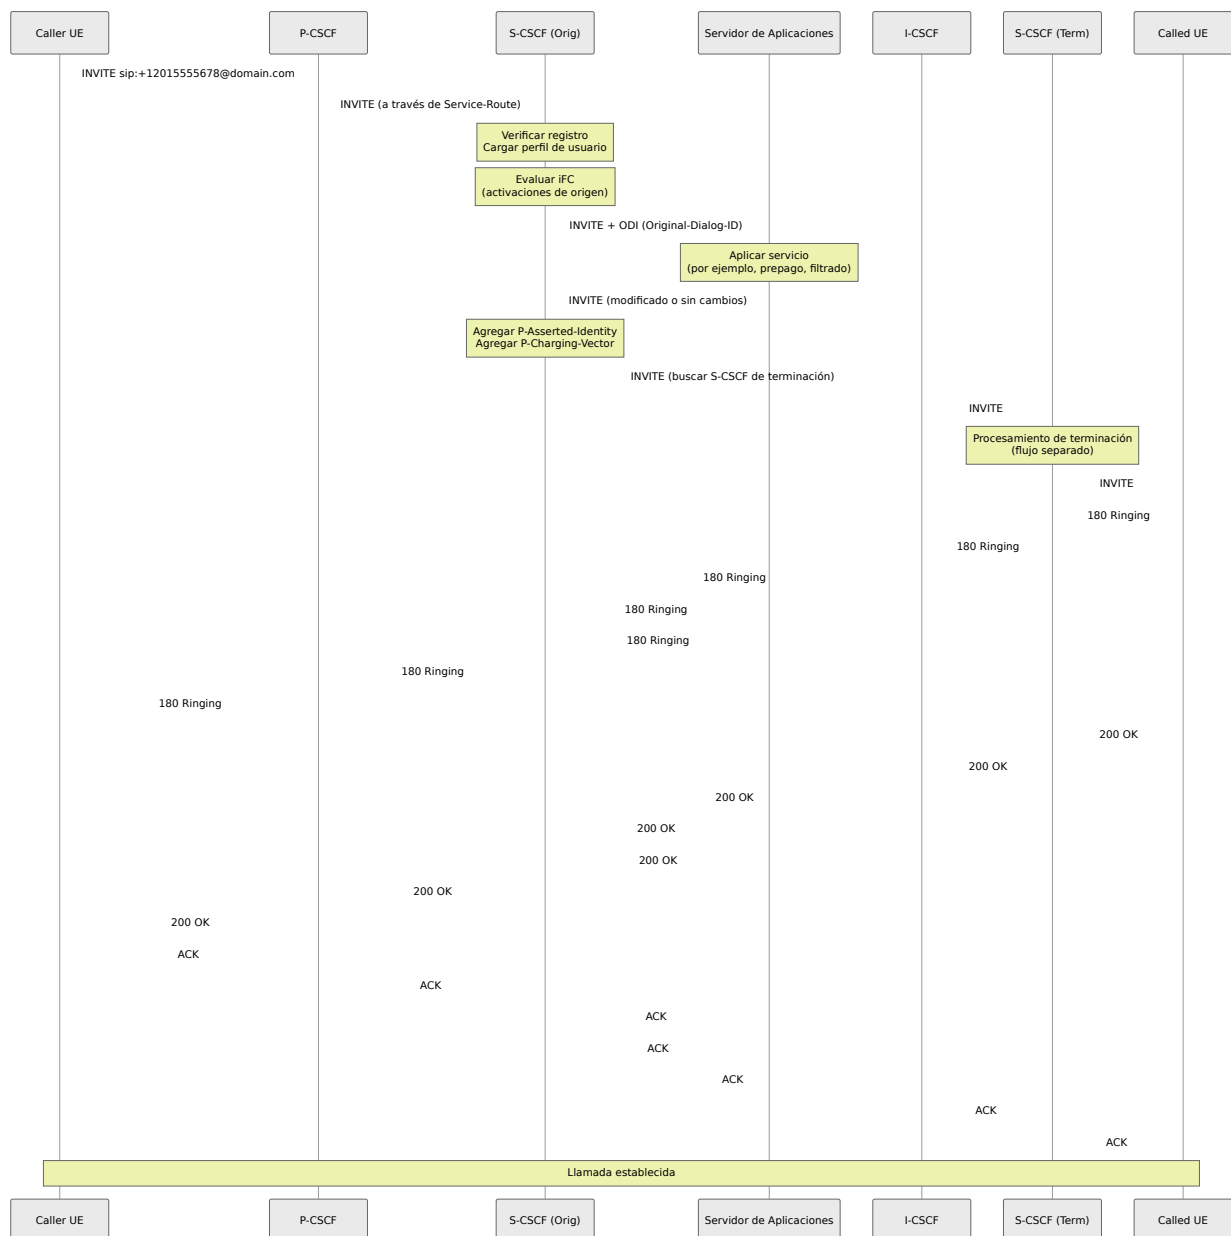 Caller UE
P-CSCF
S-CSCF (Orig)
Servidor de Aplicaciones
I-CSCF
S-CSCF (Term)
Called UE
INVITE sip:+12015555678@domain.com
INVITE (a través de Service-Route)
Verificar registro
Cargar perfil de usuario
Evaluar iFC
(activaciones de origen)
INVITE + ODI (Original-Dialog-ID)
Aplicar servicio
(por ejemplo, prepago, filtrado)
INVITE (modificado o sin cambios)
Agregar P-Asserted-Identity
Agregar P-Charging-Vector
INVITE (buscar S-CSCF de terminación)
INVITE
Procesamiento de terminación
(flujo separado)
INVITE
180 Ringing
180 Ringing
180 Ringing
180 Ringing
180 Ringing
180 Ringing
180 Ringing
200 OK
200 OK
200 OK
200 OK
200 OK
200 OK
200 OK
ACK
ACK
ACK
ACK
ACK
ACK
ACK
Llamada establecida
Caller UE
P-CSCF
S-CSCF (Orig)
Servidor de Aplicaciones
I-CSCF
S-CSCF (Term)
Called UE